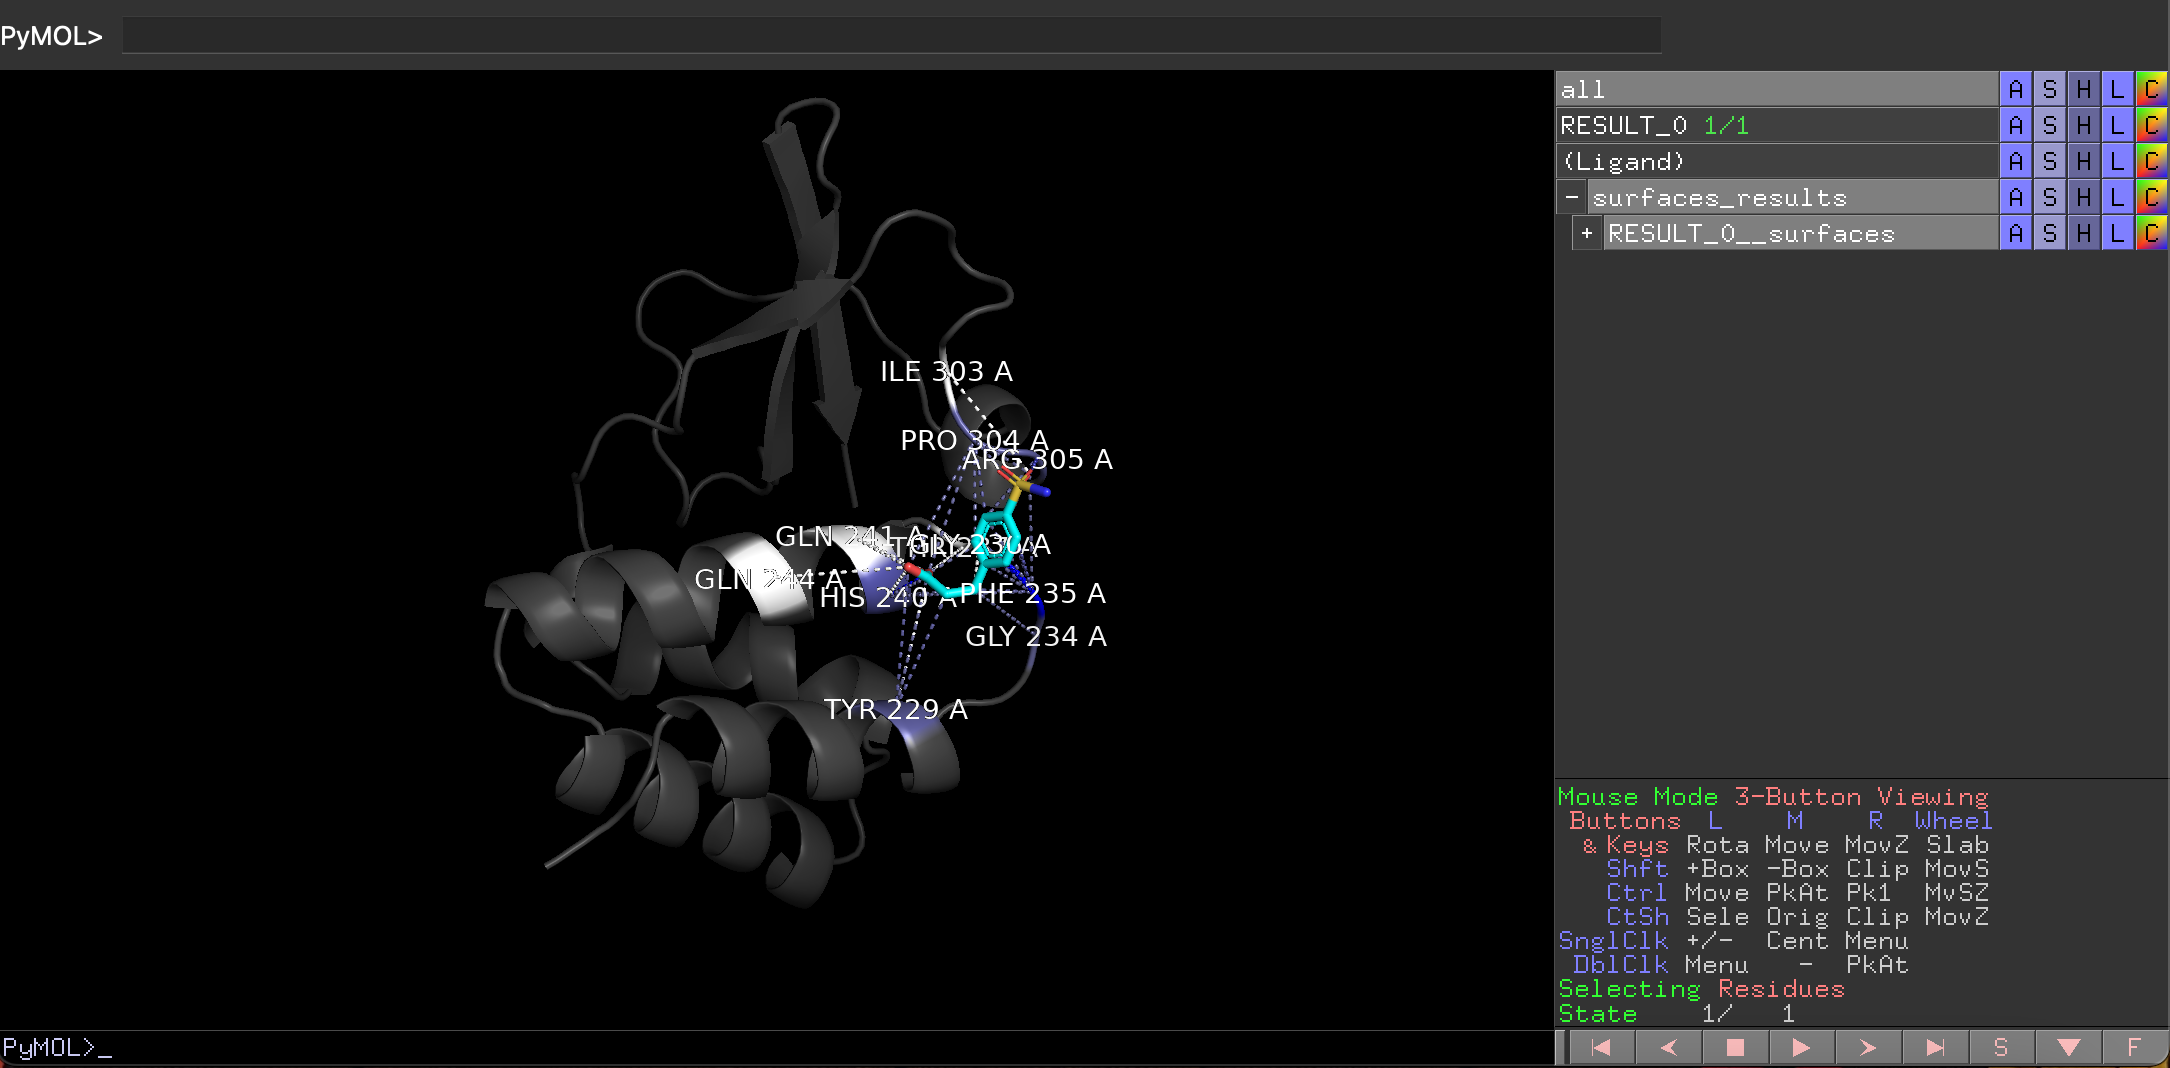 PyMOL>
all A S H L C
RESULT_0 1/1 A S H L C
(Ligand) A S H L C
- surfaces_results A S H L C
+ RESULT_0__surfaces A S H L C
ILE 303 A
PRO 304 A
ARG 305 A
GLN 241 A
GLY 236 A
GLN 244 A
HIS 240 A
PHE 235 A
GLY 234 A
TYR 229 A
Mouse Mode 3-Button Viewing
Buttons L M R Wheel
& Keys Rota Move MovZ Slab
Shft +Box -Box Clip MovS
Ctrl Move PkAt Pk1 MvSZ
CtSh Sele Orig Clip MovZ
SnglClk +/- Cent Menu
DblClk Menu - PkAt
Selecting Residues
State 1/ 1
PyMOL>_
S F